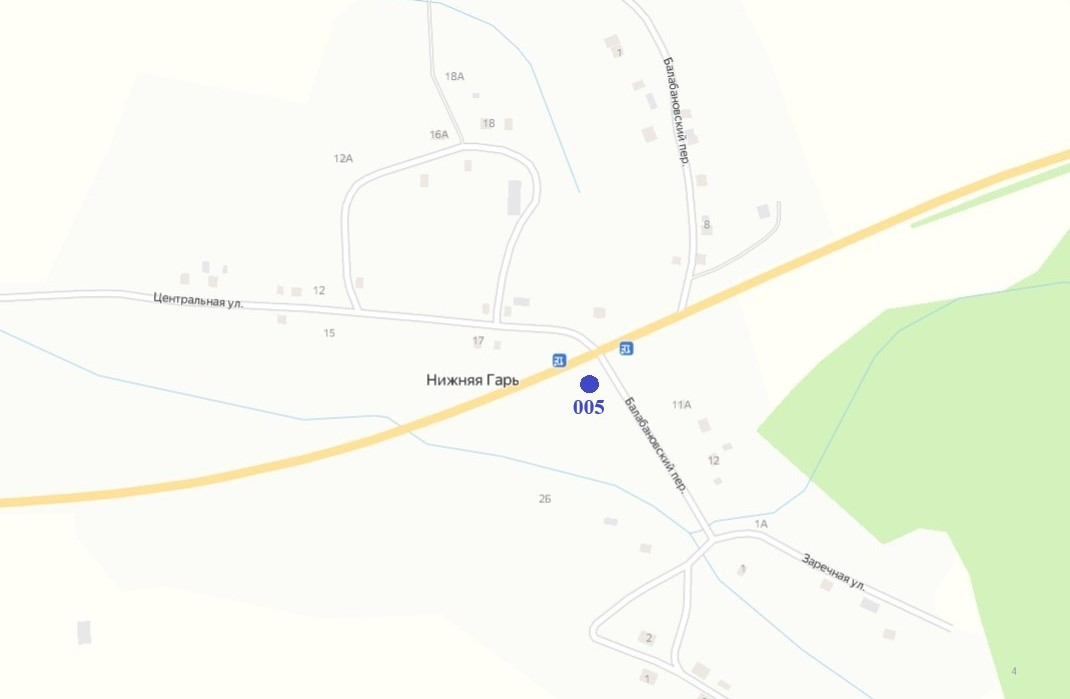 1
Балабановский пер.
18А
18
16А
12А
8
12
Центральная ул.
15
17
Нижняя Гарь
005
11А
Балабановский пер.
12
2Б
1А
1
Заречная ул.
2
1
4